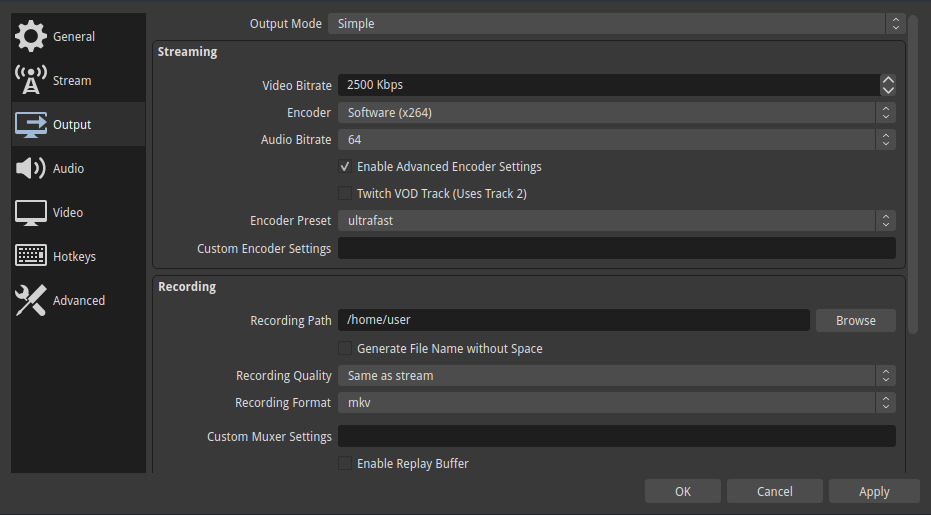 General
Stream
Output
Audio
Video
Hotkeys
Advanced
Output Mode Simple
Streaming
Video Bitrate 2500 Kbps
Encoder Software (x264)
Audio Bitrate 64
Enable Advanced Encoder Settings
Twitch VOD Track (Uses Track 2)
Encoder Preset ultrafast
Custom Encoder Settings
Recording
Recording Path /home/user Browse
Generate File Name without Space
Recording Quality Same as stream
Recording Format mkv
Custom Muxer Settings
Enable Replay Buffer
OK Cancel Apply